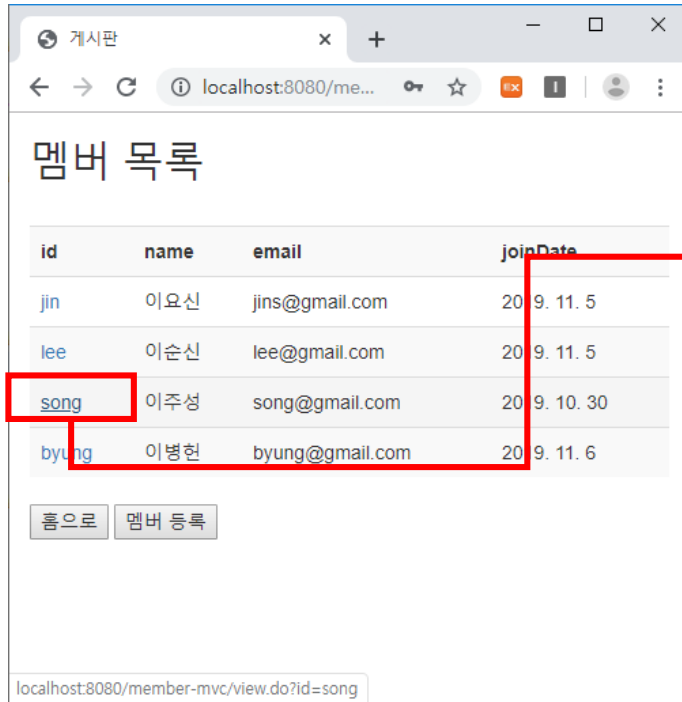 게시판
localhost:8080/me...
EX
I
멤버 목록
id name email joinDate
jin 이요신 jins@gmail.com 2019. 11. 5
lee 이순신 lee@gmail.com 2019. 11. 5
song 이주성 song@gmail.com 2019. 10. 30
byung 이병헌 byung@gmail.com 2019. 11. 6
홈으로 멤버 등록
localhost:8080/member-mvc/view.do?id=song